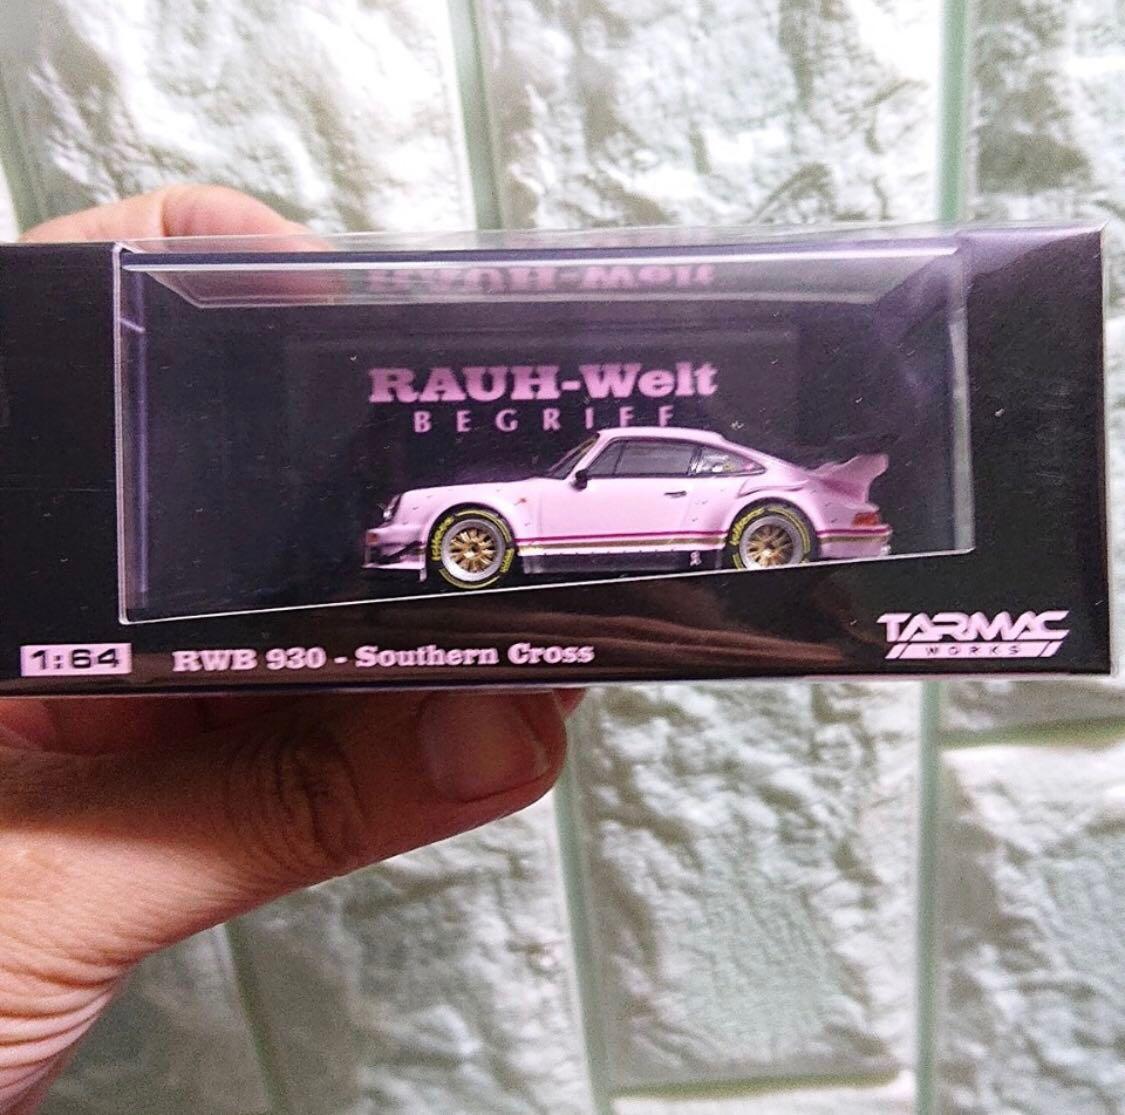 RAUH-Welt
BEGRIFF
1:64
RWB 930 - Southern Cross
TARMAC
WORKS